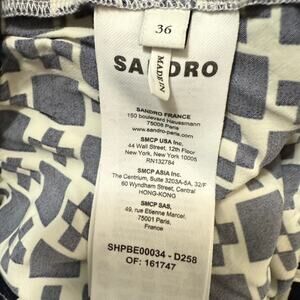 36
SANDRO
MADE IN
SANDRO FRANCE
150 boulevard Haussmann
75008 Paris
www.sandro-paris.com
SMCP USA Inc.
44 Wall Street, 12th Floor
New York, New York 10005
RN132784
SMCP ASIA Inc.
The Centrium, Suite 3203A-5A, 32/F
60 Wyndham Street, Central
HONG-KONG
SMCP SAS,
49, rue Etienne Marcel,
75001 Paris,
France
SHPBE00034 - D258
OF: 161747